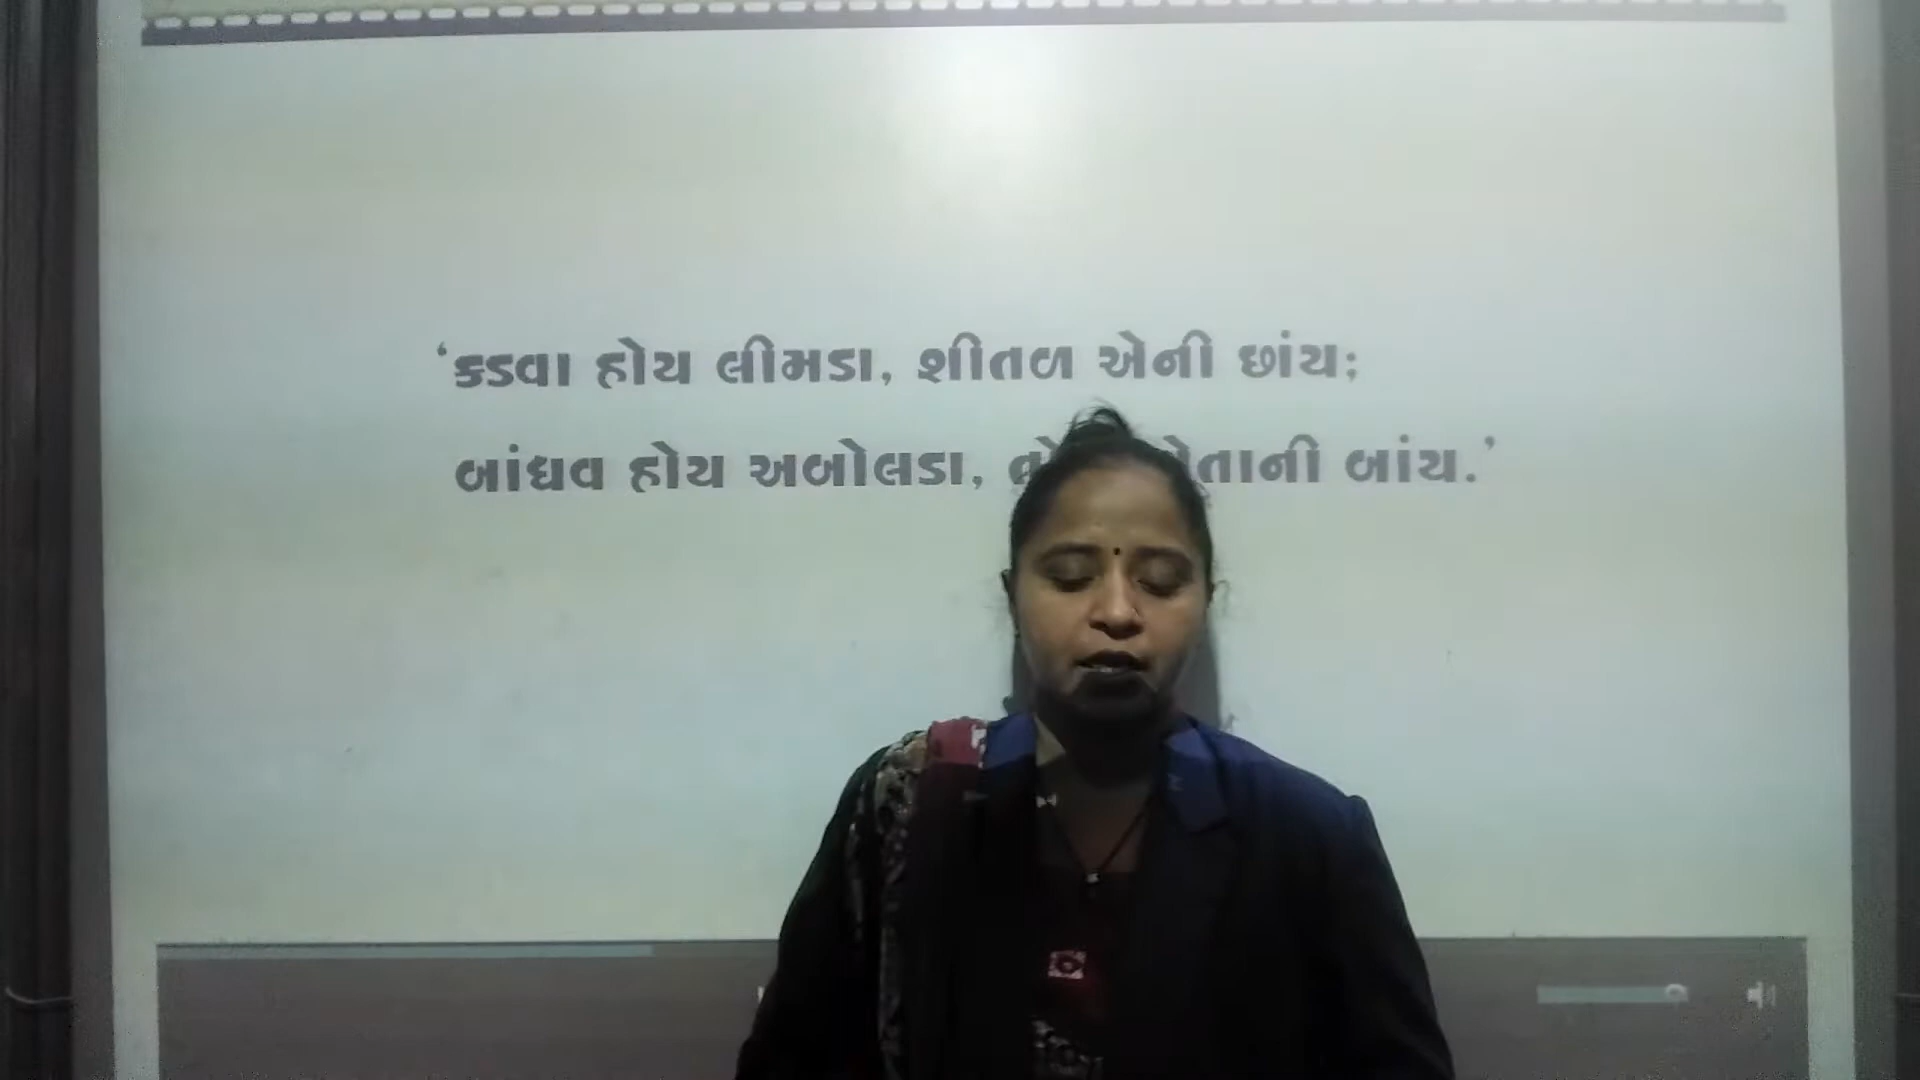 ‘કડવા હોય લીમડા, શીતળ એની છાંય;
બાંધવ હોય અબોલડા, બાંય.’